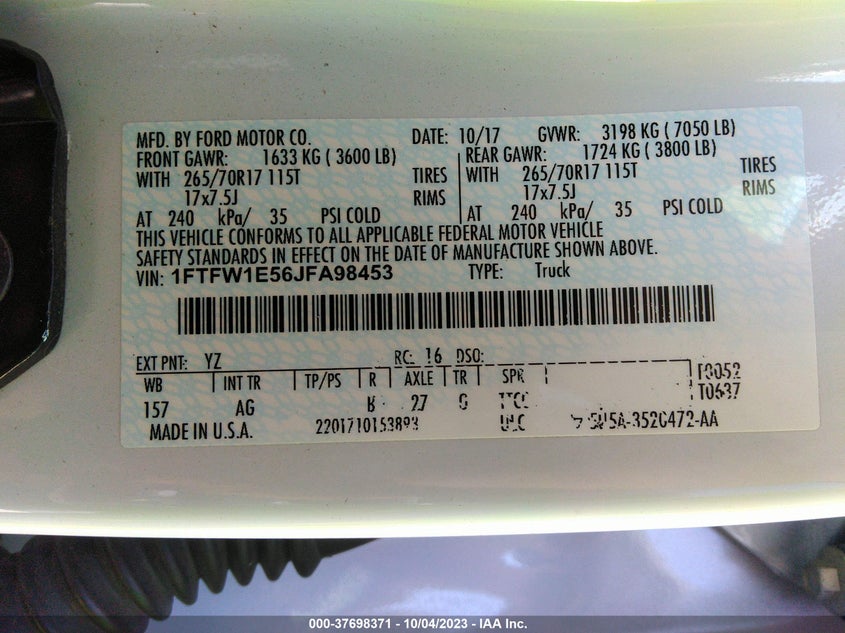 MFD. BY FORD MOTOR CO. DATE: 10/17 GVWR: 3198 KG ( 7050 LB)
FRONT GAWR: 1633 KG ( 3600 LB) REAR GAWR: 1724 KG ( 3800 LB)
WITH 265/70R17 115T TIRES WITH 265/70R17 115T TIRES
17x7.5J RIMS 17x7.5J RIMS
AT 240 kPa/ 35 PSI COLD AT 240 kPa/ 35 PSI COLD
THIS VEHICLE CONFORMS TO ALL APPLICABLE FEDERAL MOTOR VEHICLE
SAFETY STANDARDS IN EFFECT ON THE DATE OF MANUFACTURE SHOWN ABOVE.
VIN: 1FTFW1E56JFA98453 TYPE: Truck
EXT PNT: YZ RC: 16 DSO:
WB INT TR TP/PS R AXLE TR SPR T0052
157 AG 27 T0637
MADE IN U.S.A. 2201710153893
000-37698371 - 10/04/2023 - IAA Inc.